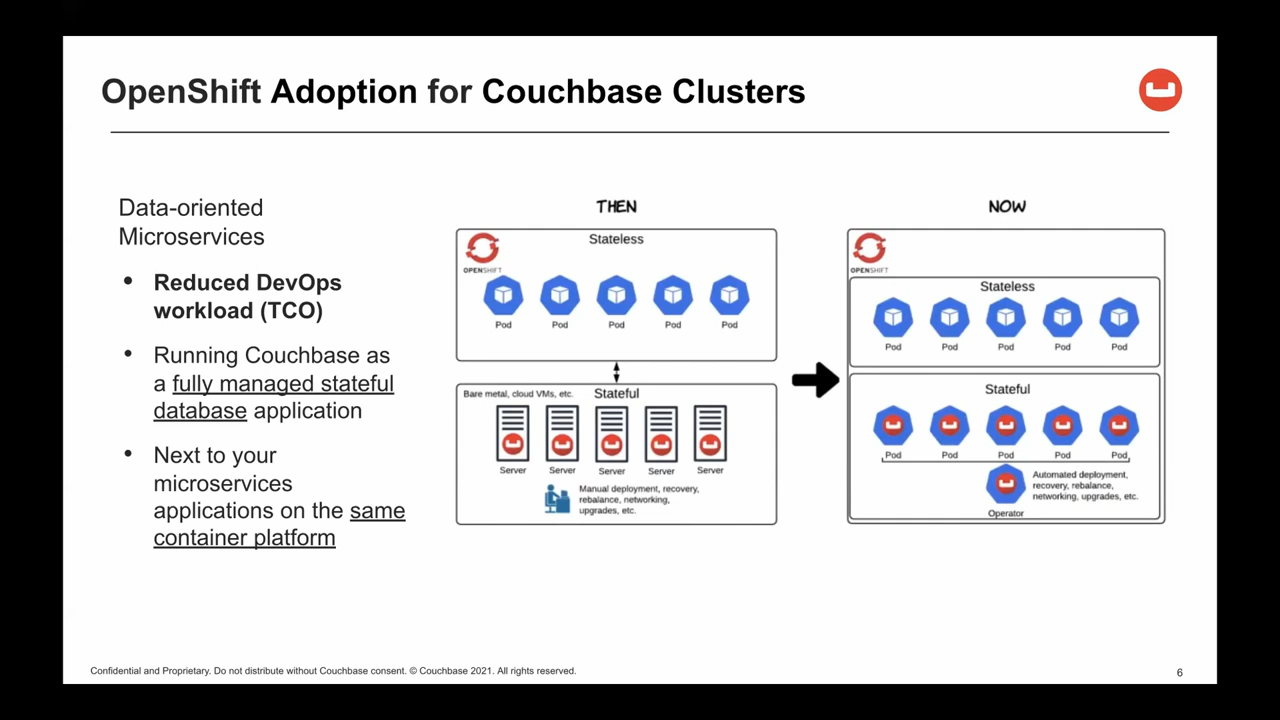 OpenShift Adoption for Couchbase Clusters
Data-oriented
Microservices
• Reduced DevOps
workload (TCO)
• Running Couchbase as
a fully managed stateful
database application
• Next to your
microservices
applications on the same
container platform
THEN
OPENSHIFT
Stateless
Pod Pod Pod Pod Pod
Bare metal, cloud VMs, etc. Stateful
Server Server Server Server Server
Manual deployment, recovery,
rebalance, networking,
upgrades, etc.
NOW
OPENSHIFT
Stateless
Pod Pod Pod Pod Pod
Stateful
Pod Pod Pod Pod Pod
Automated deployment,
recovery, rebalance,
networking, upgrades, etc.
Operator
Confidential and Proprietary. Do not distribute without Couchbase consent. © Couchbase 2021. All rights reserved.
6